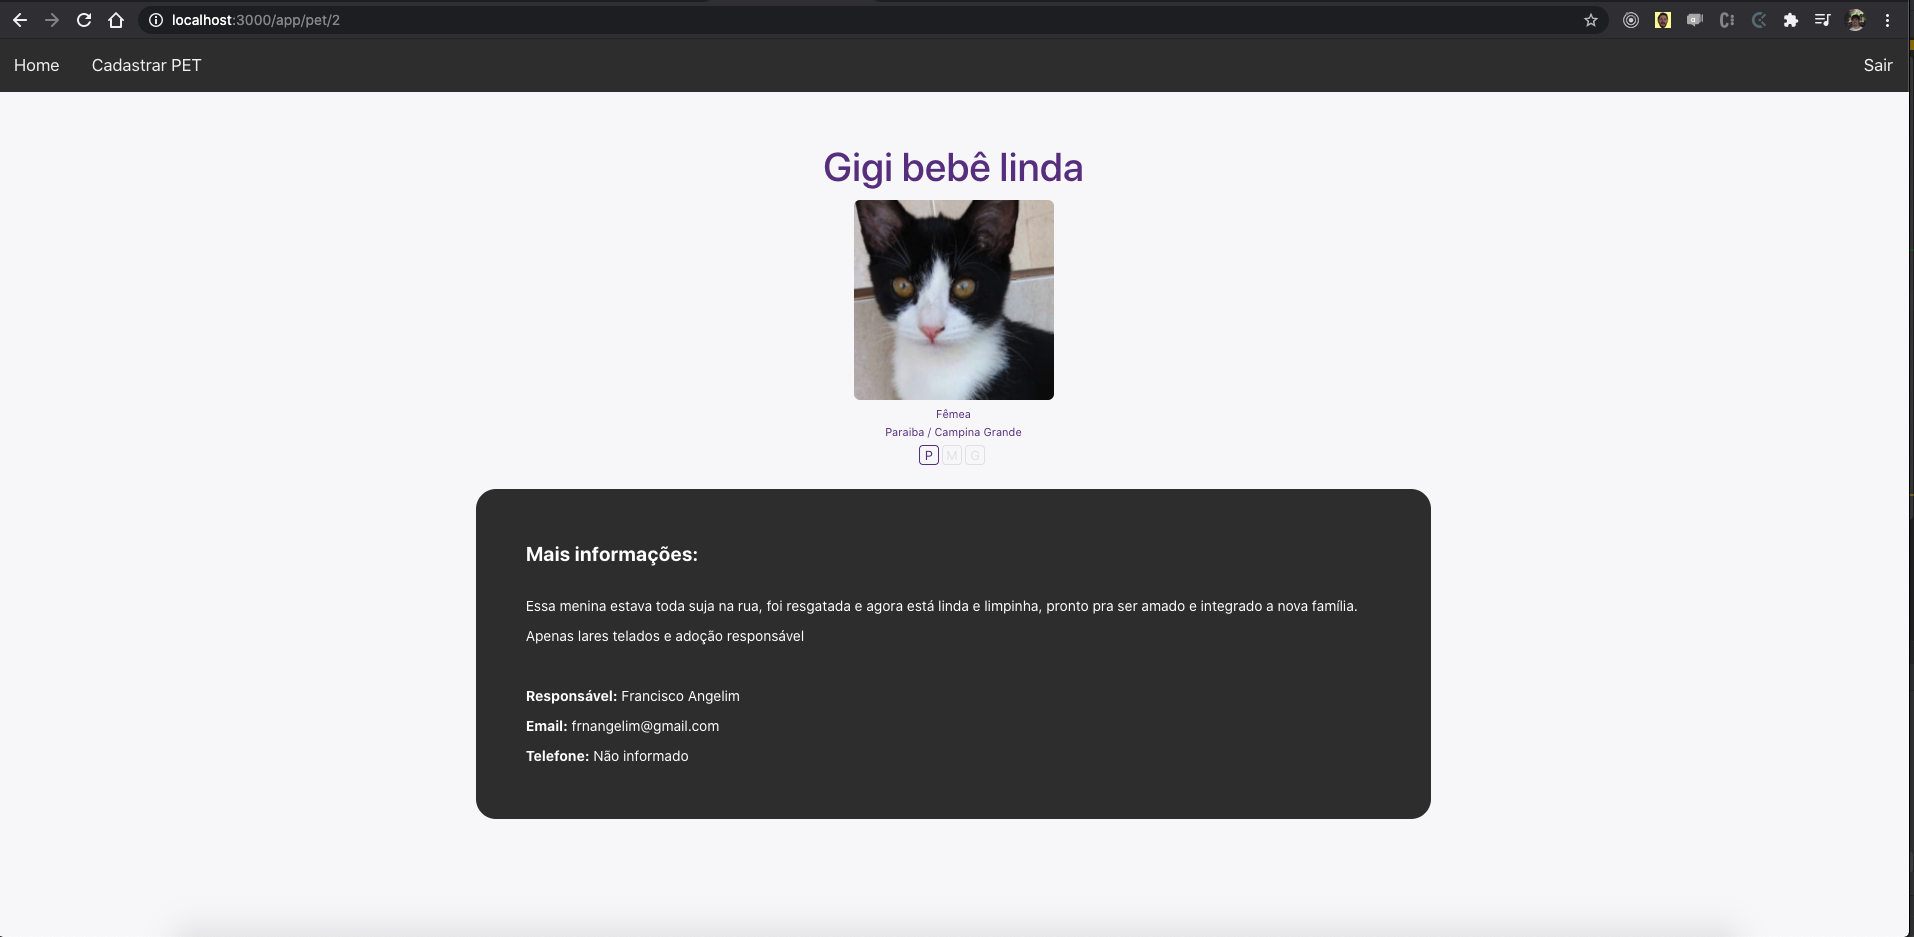 localhost:3000/app/pet/2
Home Cadastrar PET Sair
Gigi bebê linda
Fêmea
Paraiba / Campina Grande
P M G
Mais informações:
Essa menina estava toda suja na rua, foi resgatada e agora está linda e limpinha, pronto pra ser amado e integrado a nova família.
Apenas lares telados e adoção responsável
Responsável: Francisco Angelim
Email: frnangelim@gmail.com
Telefone: Não informado